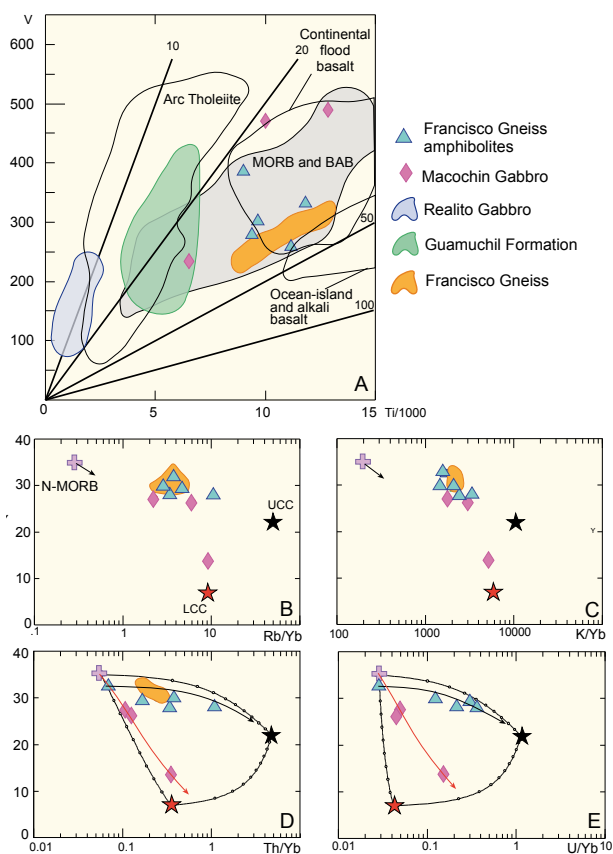 V
600
500
400
300
200
100
0
5
10
15
Ti/1000
10
20
50
100
Continental
flood
basalt
Arc Tholeiite
MORB and BAB
Ocean-island
and alkali
basalt
A
Francisco Gneiss
amphibolites
Macochin Gabbro
Realito Gabbro
Guamuchil Formation
Francisco Gneiss
40
30
20
10
0
N-MORB
UCC
LCC
B
.1
1
10
Rb/Yb
Y
C
100
1000
10000
K/Yb
40
30
20
10
0
D
0.01
0.1
1
Th/Yb
E
0.01
0.1
1
U/Yb
10